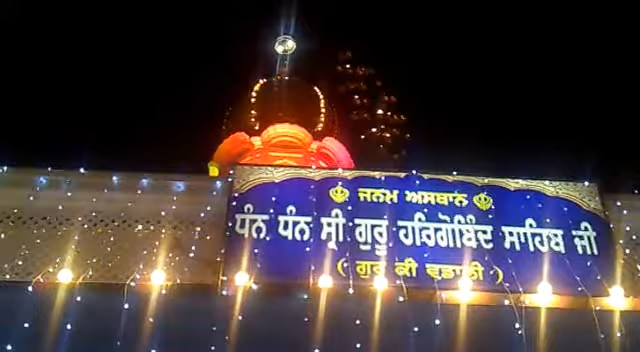 ਜਨਮ ਅਸਥਾਨ
ਧੰਨ ਧੰਨ ਸ੍ਰੀ ਗੁਰੂ ਹਰਿਗੋਬਿੰਦ ਸਾਹਿਬ ਜੀ
(ਗੁਰੂ ਕੀ ਵਡਾਲੀ)